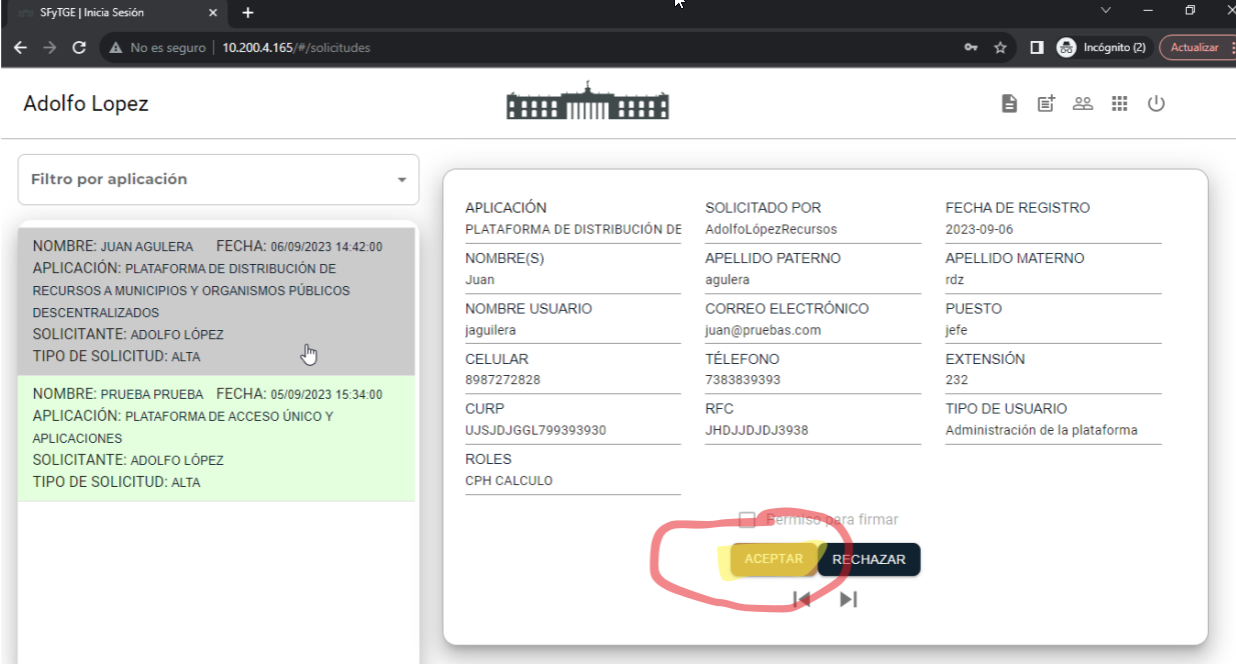 SFyTGE | Inicia Sesión
No es seguro | 10.200.4.165/#/solicitudes
Incógnito (2)
Actualizar
Adolfo Lopez
Filtro por aplicación
NOMBRE: JUAN AGULERA FECHA: 06/09/2023 14:42:00
APLICACIÓN: PLATAFORMA DE DISTRIBUCIÓN DE
RECURSOS A MUNICIPIOS Y ORGANISMOS PÚBLICOS
DESCENTRALIZADOS
SOLICITANTE: ADOLFO LÓPEZ
TIPO DE SOLICITUD: ALTA
NOMBRE: PRUEBA PRUEBA FECHA: 05/09/2023 15:34:00
APLICACIÓN: PLATAFORMA DE ACCESO ÚNICO Y
APLICACIONES
SOLICITANTE: ADOLFO LÓPEZ
TIPO DE SOLICITUD: ALTA
APLICACIÓN SOLICITADO POR FECHA DE REGISTRO
PLATAFORMA DE DISTRIBUCIÓN DE AdolfoLópezRecursos 2023-09-06
NOMBRE(S) APELLIDO PATERNO APELLIDO MATERNO
Juan agulera rdz
NOMBRE USUARIO CORREO ELECTRÓNICO PUESTO
jaguilera juan@pruebas.com jefe
CELULAR TÉLEFONO EXTENSIÓN
8987272828 7383839393 232
CURP RFC TIPO DE USUARIO
UJSJDJGGL799393930 JHDJJDJDJ3938 Administración de la plataforma
ROLES
CPH CALCULO
Permiso para firmar
ACEPTAR RECHAZAR